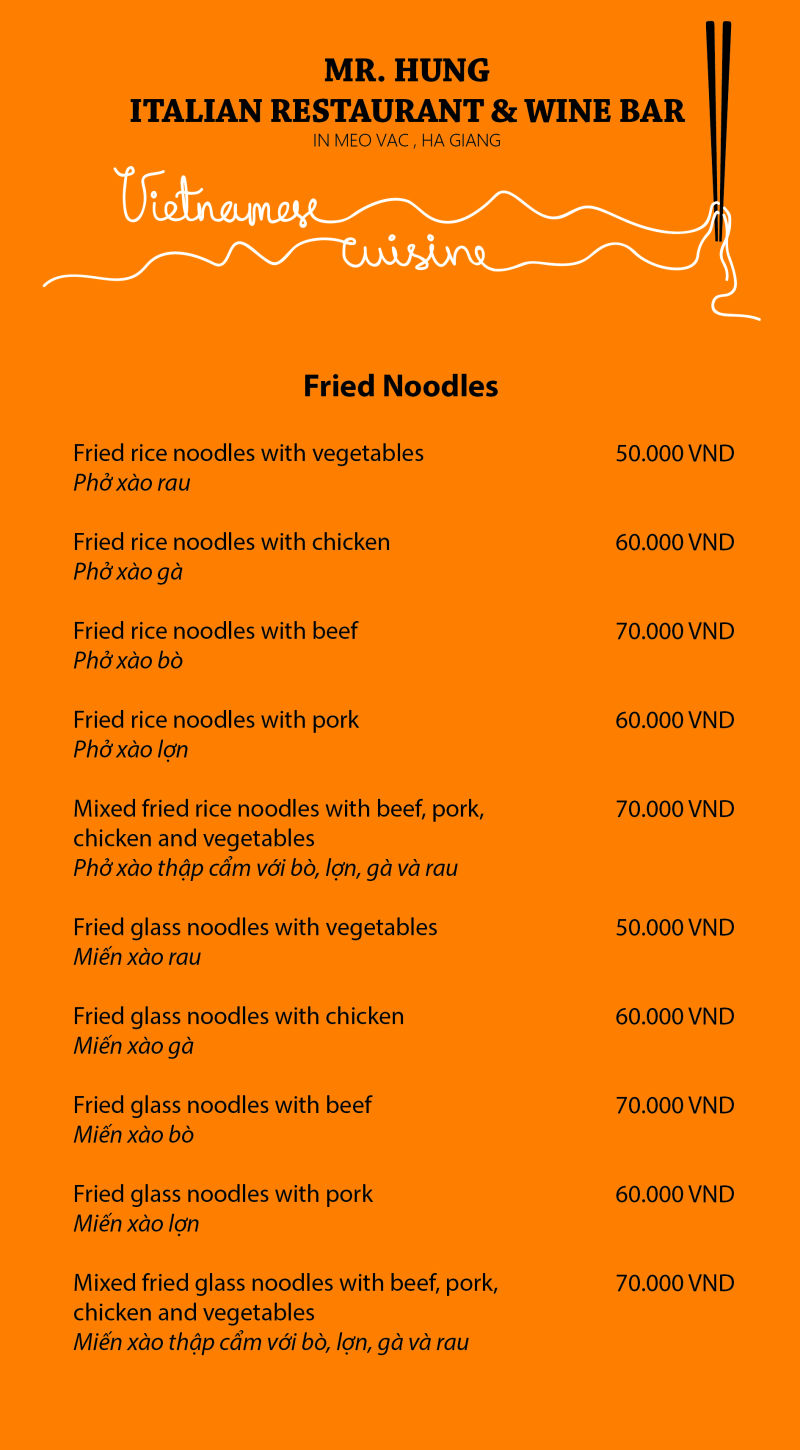 MR. HUNG
ITALIAN RESTAURANT & WINE BAR
IN MEO VAC , HA GIANG
Vietnamese
cuisine
Fried Noodles
Fried rice noodles with vegetables 50.000 VND
Phở xào rau
Fried rice noodles with chicken 60.000 VND
Phở xào gà
Fried rice noodles with beef 70.000 VND
Phở xào bò
Fried rice noodles with pork 60.000 VND
Phở xào lợn
Mixed fried rice noodles with beef, pork, 70.000 VND
chicken and vegetables
Phở xào thập cẩm với bò, lợn, gà và rau
Fried glass noodles with vegetables 50.000 VND
Miến xào rau
Fried glass noodles with chicken 60.000 VND
Miến xào gà
Fried glass noodles with beef 70.000 VND
Miến xào bò
Fried glass noodles with pork 60.000 VND
Miến xào lợn
Mixed fried glass noodles with beef, pork, 70.000 VND
chicken and vegetables
Miến xào thập cẩm với bò, lợn, gà và rau